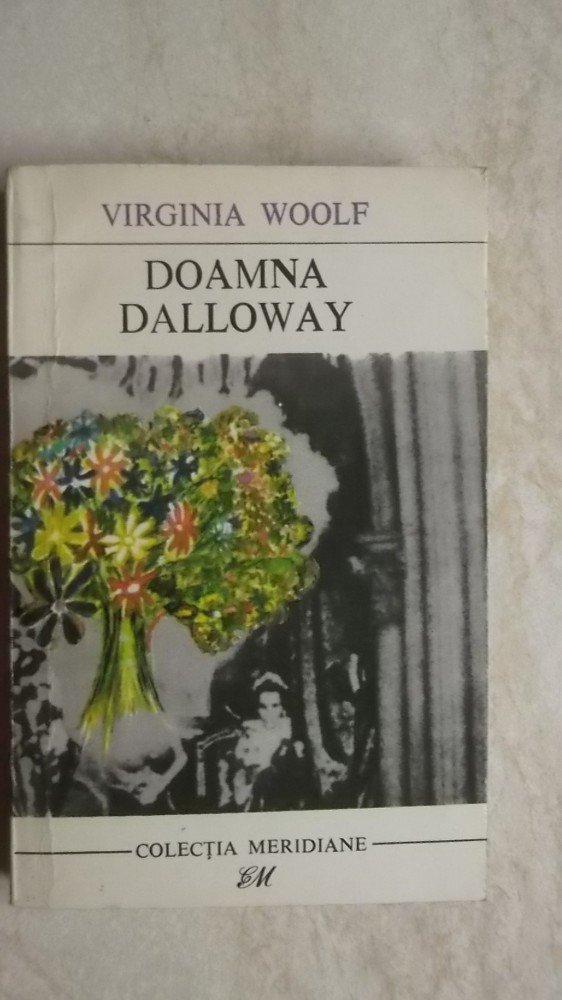 VIRGINIA WOOLF
DOAMNA
DALLOWAY
COLECȚIA MERIDIANE
CM